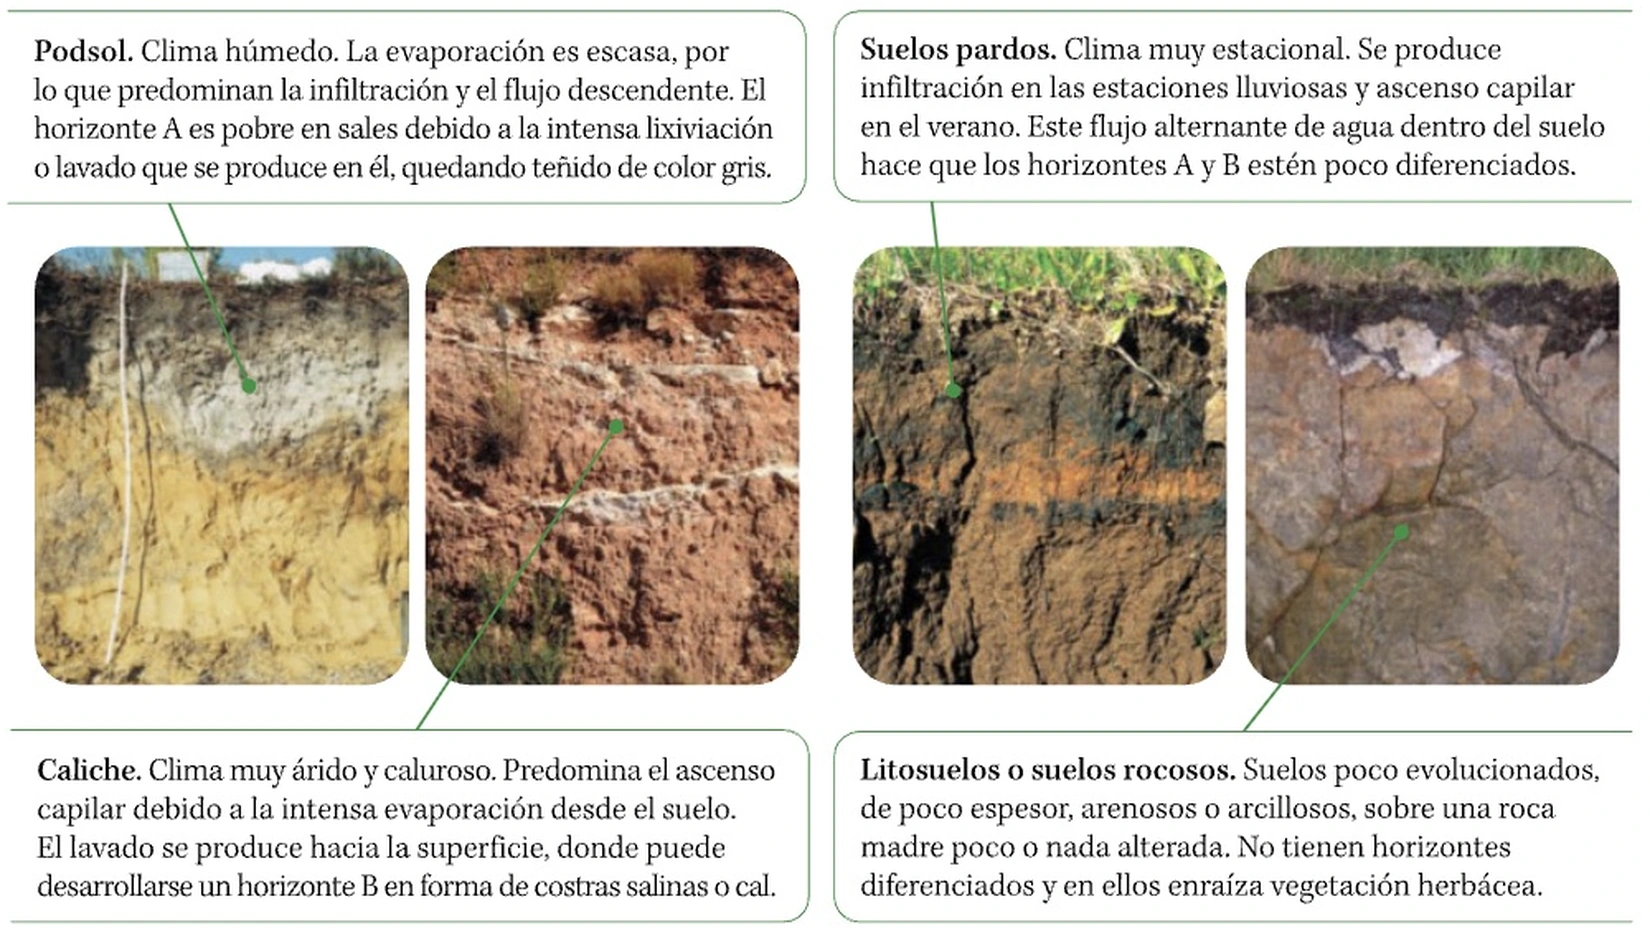 Podsol. Clima húmedo. La evaporación es escasa, por
lo que predominan la infiltración y el flujo descendente. El
horizonte A es pobre en sales debido a la intensa lixiviación
o lavado que se produce en él, quedando teñido de color gris.
Suelos pardos. Clima muy estacional. Se produce
infiltración en las estaciones lluviosas y ascenso capilar
en el verano. Este flujo alternante de agua dentro del suelo
hace que los horizontes A y B estén poco diferenciados.
Caliche. Clima muy árido y caluroso. Predomina el ascenso
capilar debido a la intensa evaporación desde el suelo.
El lavado se produce hacia la superficie, donde puede
desarrollarse un horizonte B en forma de costras salinas o cal.
Litosuelos o suelos rocosos. Suelos poco evolucionados,
de poco espesor, arenosos o arcillosos, sobre una roca
madre poco o nada alterada. No tienen horizontes
diferenciados y en ellos enraíza vegetación herbácea.